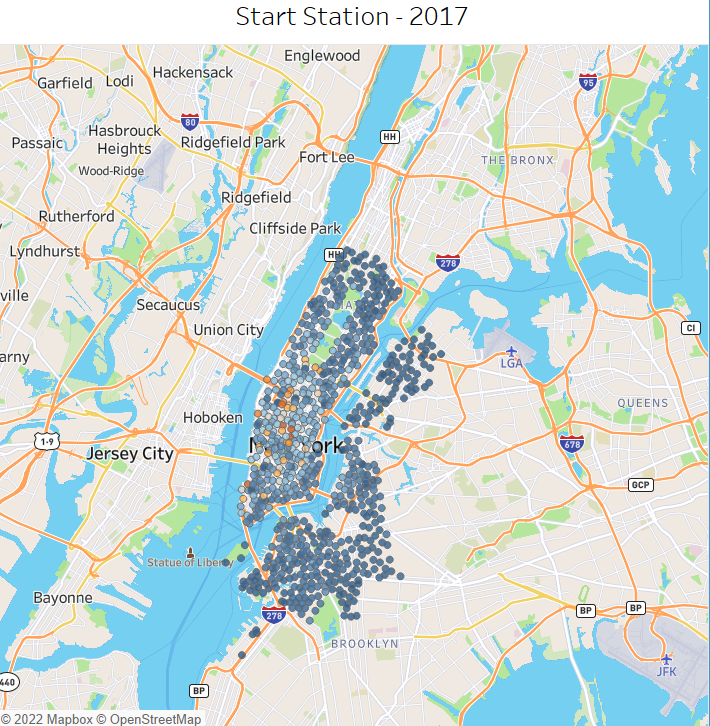 Start Station - 2017
Englewood
Hackensack
Garfield
Lodi
95
80
HH
Hasbrouck
Heights
Passaic
Ridgefield Park
Fort Lee
THE BRONX
Wood-Ridge
Ridgefield
Rutherford
Cliffside Park
Lyndhurst
HH
278
ville
Secaucus
Union City
CI
arny
LGA
QUEENS
Hoboken
1-9
678
Jersey City
GCP
Statue of Liberty
Bayonne
278
BP
BP
BROOKLYN
JFK
440
BP
© 2022 Mapbox © OpenStreetMap